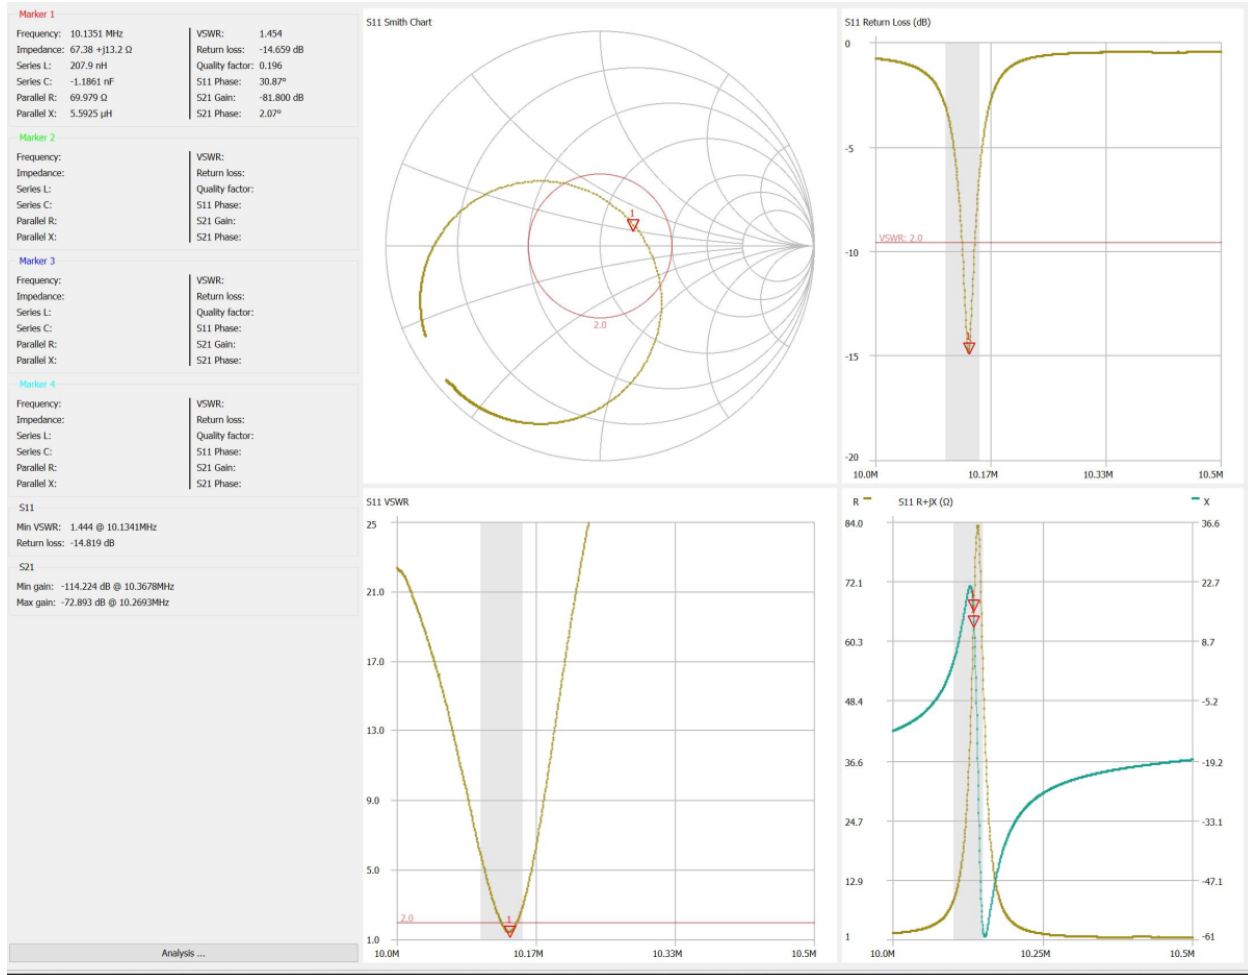 Marker 1
Frequency: 10.1351 MHz VSWR: 1.454
Impedance: 67.38 +j13.2 Ω Return loss: -14.659 dB
Series L: 207.9 nH Quality factor: 0.196
Series C: -1.1861 nF S11 Phase: 30.87°
Parallel R: 69.979 Ω S21 Gain: -81.800 dB
Parallel X: 5.5925 μH S21 Phase: 2.07°
Marker 2
Frequency: VSWR:
Impedance: Return loss:
Series L: Quality factor:
Series C: S11 Phase:
Parallel R: S21 Gain:
Parallel X: S21 Phase:
Marker 3
Frequency: VSWR:
Impedance: Return loss:
Series L: Quality factor:
Series C: S11 Phase:
Parallel R: S21 Gain:
Parallel X: S21 Phase:
Marker 4
Frequency: VSWR:
Impedance: Return loss:
Series L: Quality factor:
Series C: S11 Phase:
Parallel R: S21 Gain:
Parallel X: S21 Phase:
S11
Min VSWR: 1.444 @ 10.1341MHz
Return loss: -14.819 dB
S21
Min gain: -114.224 dB @ 10.3678MHz
Max gain: -72.893 dB @ 10.2693MHz
Analysis ...
S11 Smith Chart
1
2.0
S11 Return Loss (dB)
0
-5
VSWR: 2.0
-10
1
-15
-20
10.0M 10.17M 10.33M 10.5M
S11 VSWR
25
21.0
17.0
13.0
9.0
5.0
2.0
1
1.0
10.0M 10.17M 10.33M 10.5M
R S11 R+jX (Ω) X
84.0 36.6
72.1 22.7
1
60.3 8.7
48.4 -5.2
36.6 -19.2
24.7 -33.1
12.9 -47.1
1 -61
10.0M 10.25M 10.5M